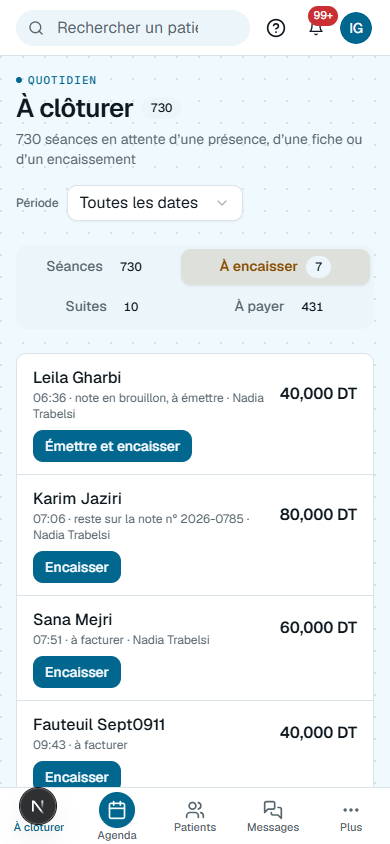 Rechercher un patie
99+
IG
QUOTIDIEN
À clôturer 730
730 séances en attente d'une présence, d'une fiche ou
d'un encaissement
Période Toutes les dates
Séances 730 À encaisser 7
Suites 10 À payer 431
Leila Gharbi
06:36 · note en brouillon, à émettre · Nadia
Trabelsi
40,000 DT
Émettre et encaisser
Karim Jaziri
07:06 · reste sur la note n° 2026-0785 ·
Nadia Trabelsi
80,000 DT
Encaisser
Sana Mejri
07:51 · à facturer · Nadia Trabelsi
60,000 DT
Encaisser
Fauteuil Sept0911
09:43 · à facturer
40,000 DT
Encaisser
N
À clôturer Agenda Patients Messages Plus